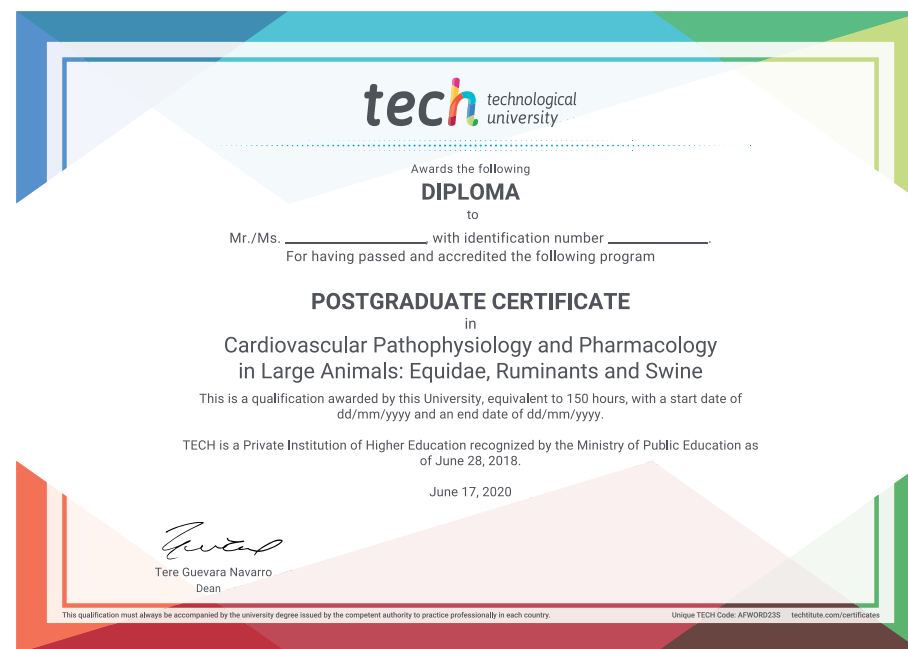 tech technological
university
Awards the following
DIPLOMA
to
Mr./Ms. ____________, with identification number _________.
For having passed and accredited the following program
POSTGRADUATE CERTIFICATE
in
Cardiovascular Pathophysiology and Pharmacology
in Large Animals: Equidae, Ruminants and Swine
This is a qualification awarded by this University, equivalent to 150 hours, with a start date of
dd/mm/yyyy and an end date of dd/mm/yyyy.
TECH is a Private Institution of Higher Education recognized by the Ministry of Public Education as
of June 28, 2018.
June 17, 2020
Tere Guevara Navarro
Dean
This qualification must always be accompanied by the university degree issued by the competent authority to practice professionally in each country. Unique TECH Code: AFWORD23S techtitute.com/certificates